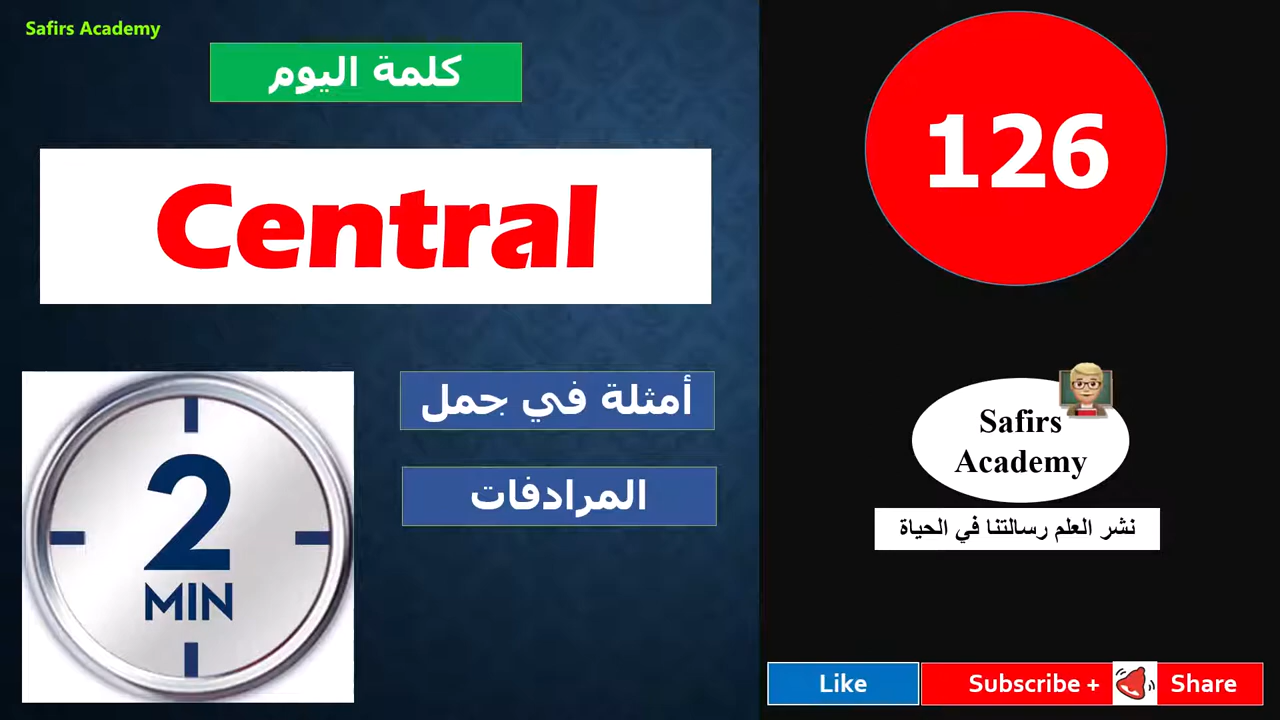 Safirs Academy
كلمة اليوم
Central
2
MIN
أمثلة في جمل
المرادفات
126
Safirs
Academy
نشر العلم رسالتنا في الحياة
Like
Subscribe +
Share